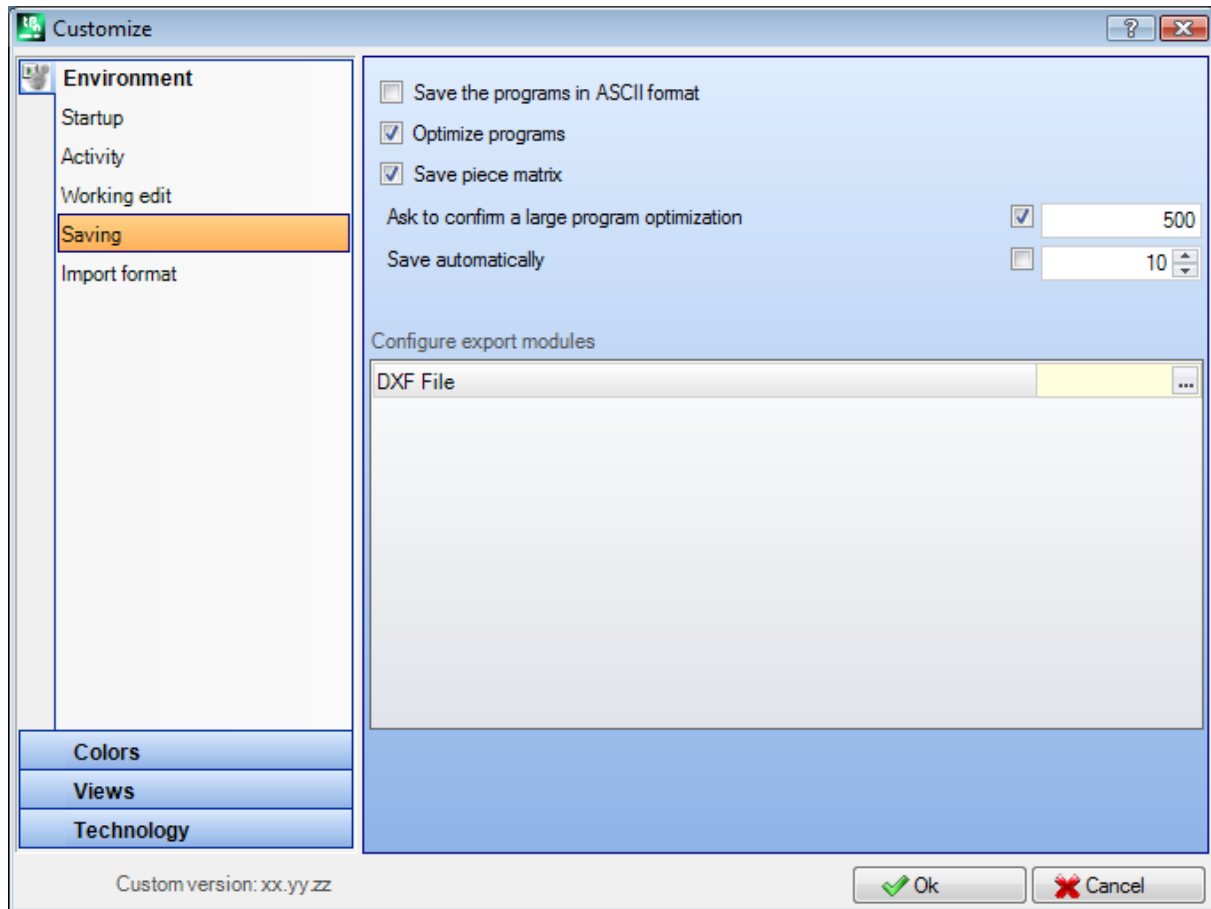 Customize
Environment
Startup
Activity
Working edit
Saving
Import format
Colors
Views
Technology
Save the programs in ASCII format
Optimize programs
Save piece matrix
Ask to confirm a large program optimization 500
Save automatically 10
Configure export modules
DXF File ...
Custom version: xx.yy.zz
Ok
Cancel